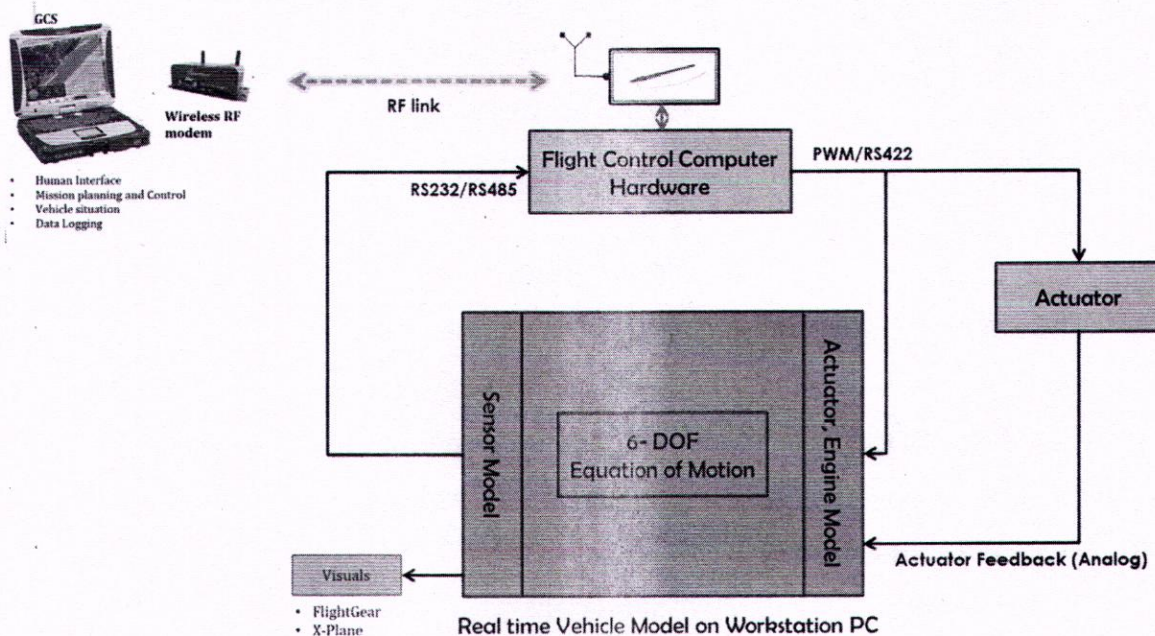 GCS
Wireless RF
modem
RF link
• Human Interface
• Mission planning and Control
• Vehicle situation
• Data Logging
Flight Control Computer
Hardware
RS232/RS485
PWM/RS422
Actuator
Sensor Model
6- DOF
Equation of Motion
Actuator, Engine Model
Actuator Feedback (Analog)
Visuals
• FlightGear
• X-Plane
Real time Vehicle Model on Workstation PC